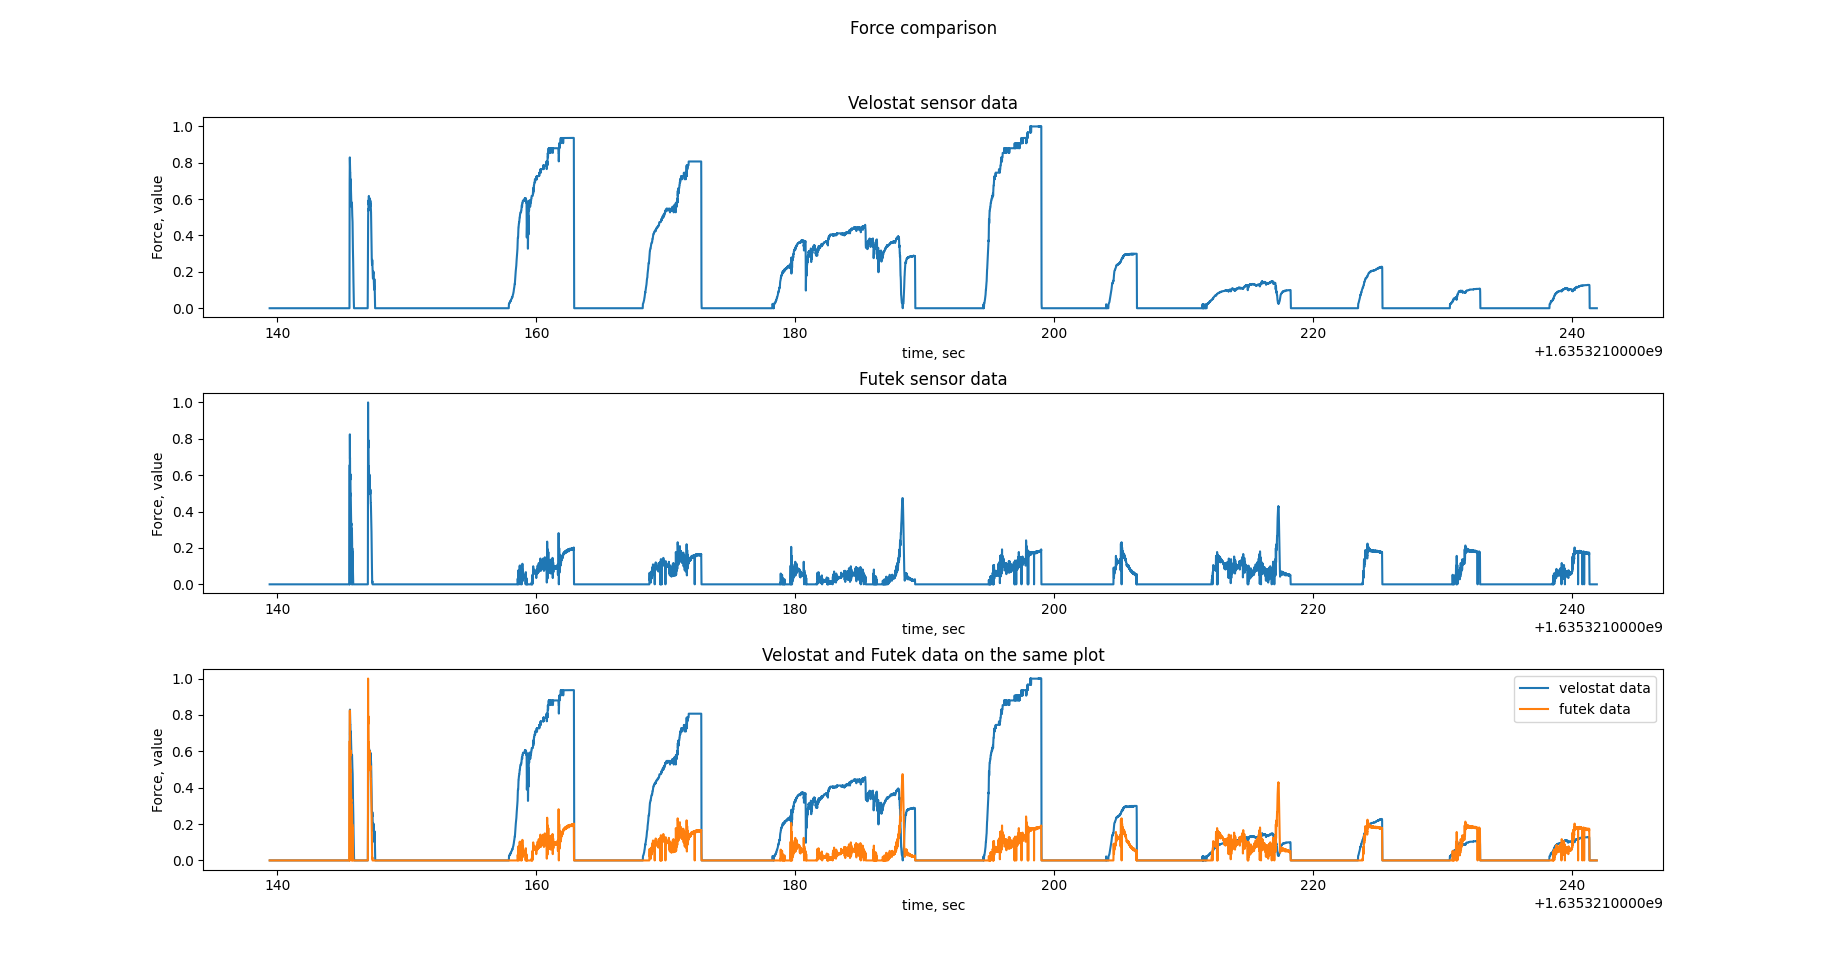 Force comparison
Velostat sensor data
Force, value
1.0
0.8
0.6
0.4
0.2
0.0
140 160 180 200 220 240
time, sec
+1.6353210000e9
Futek sensor data
Force, value
1.0
0.8
0.6
0.4
0.2
0.0
140 160 180 200 220 240
time, sec
+1.6353210000e9
Velostat and Futek data on the same plot
Force, value
1.0
0.8
0.6
0.4
0.2
0.0
velostat data
futek data
140 160 180 200 220 240
time, sec
+1.6353210000e9